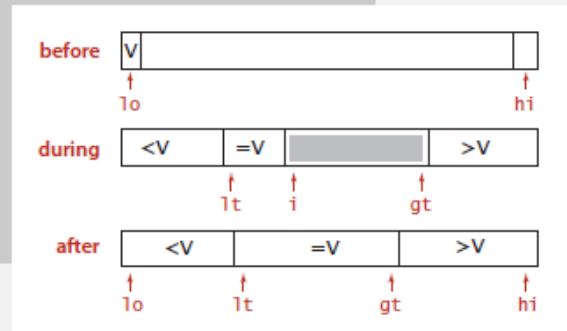 before V
lo hi
during <V =V >V
lt i gt
after <V =V >V
lo lt gt hi